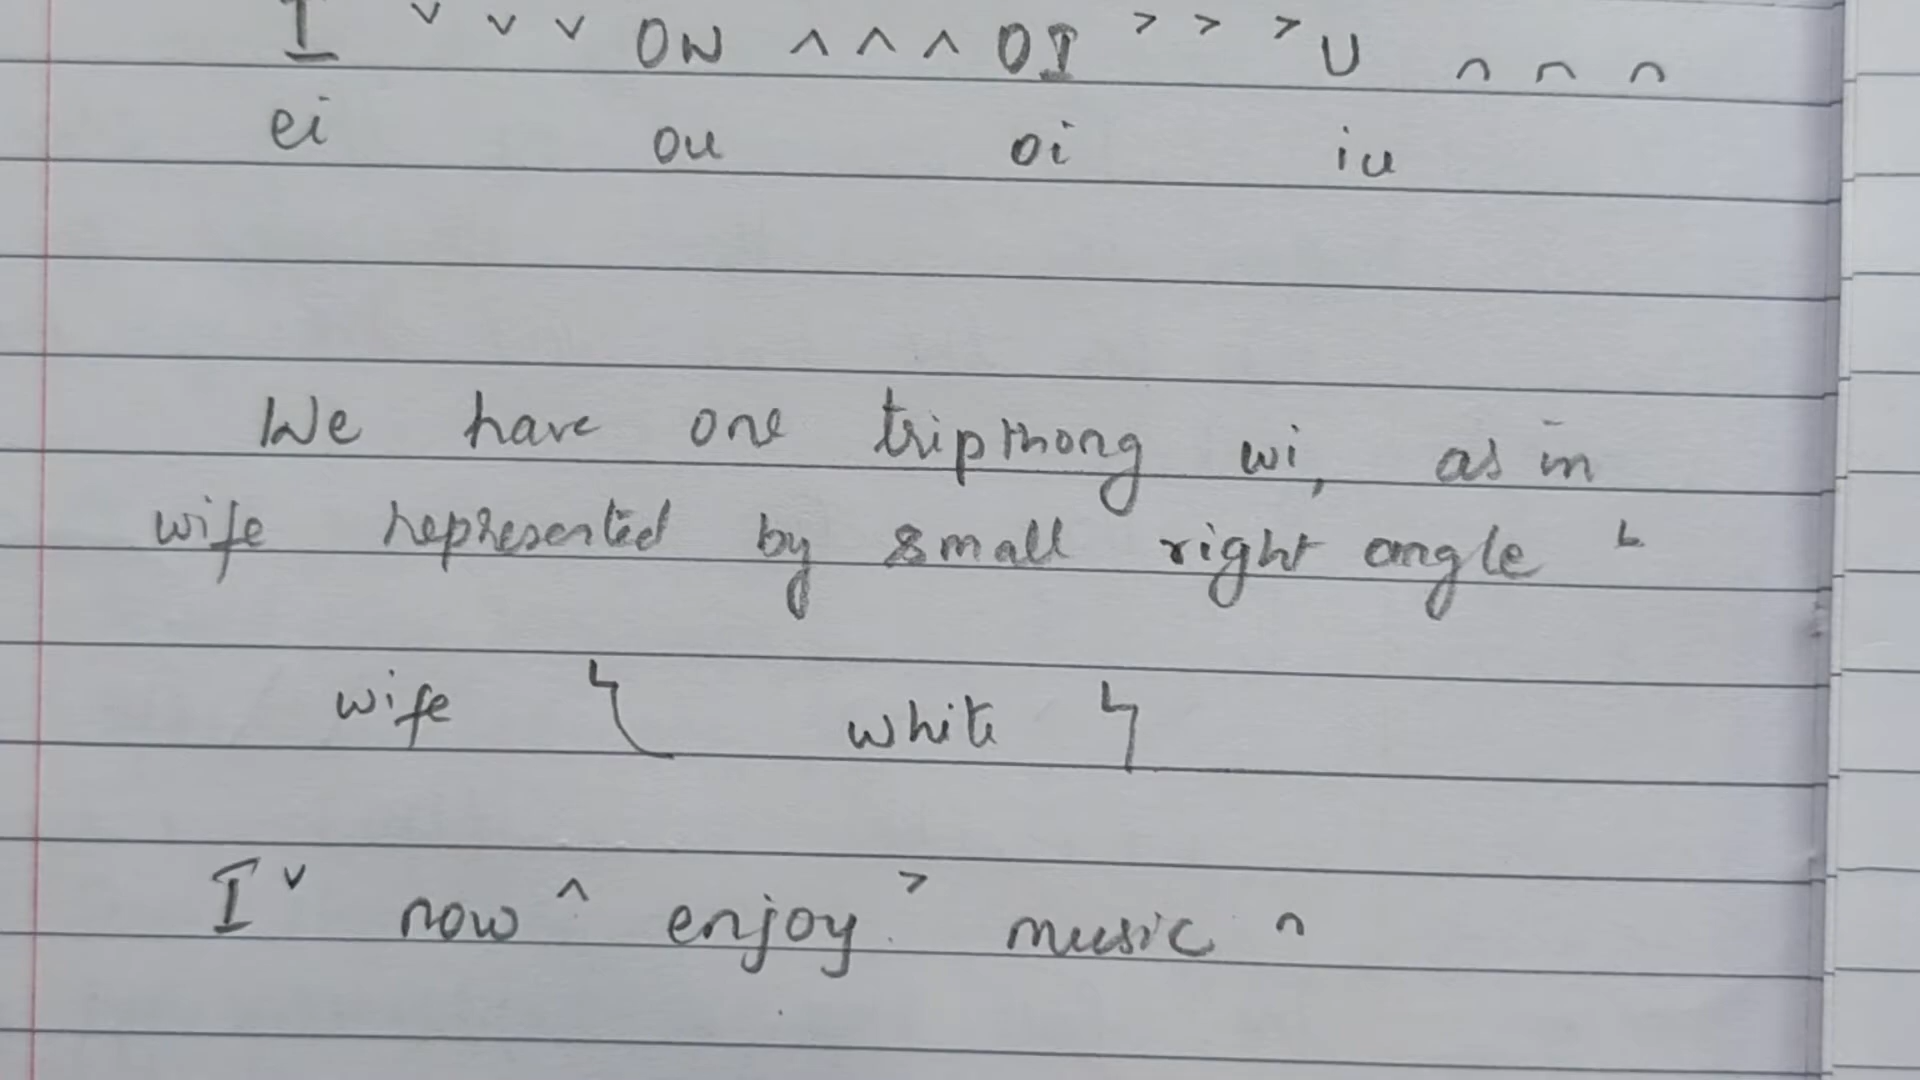 I ˅ ˅ ˅ OW ^ ^ ^ OI > > > U ∩ ∩ ∩
ei ou oi iu
We have one tripthong wi, as in
wife represented by small right angle ∟
wife white
I ˅ now ^ enjoy > music ∩